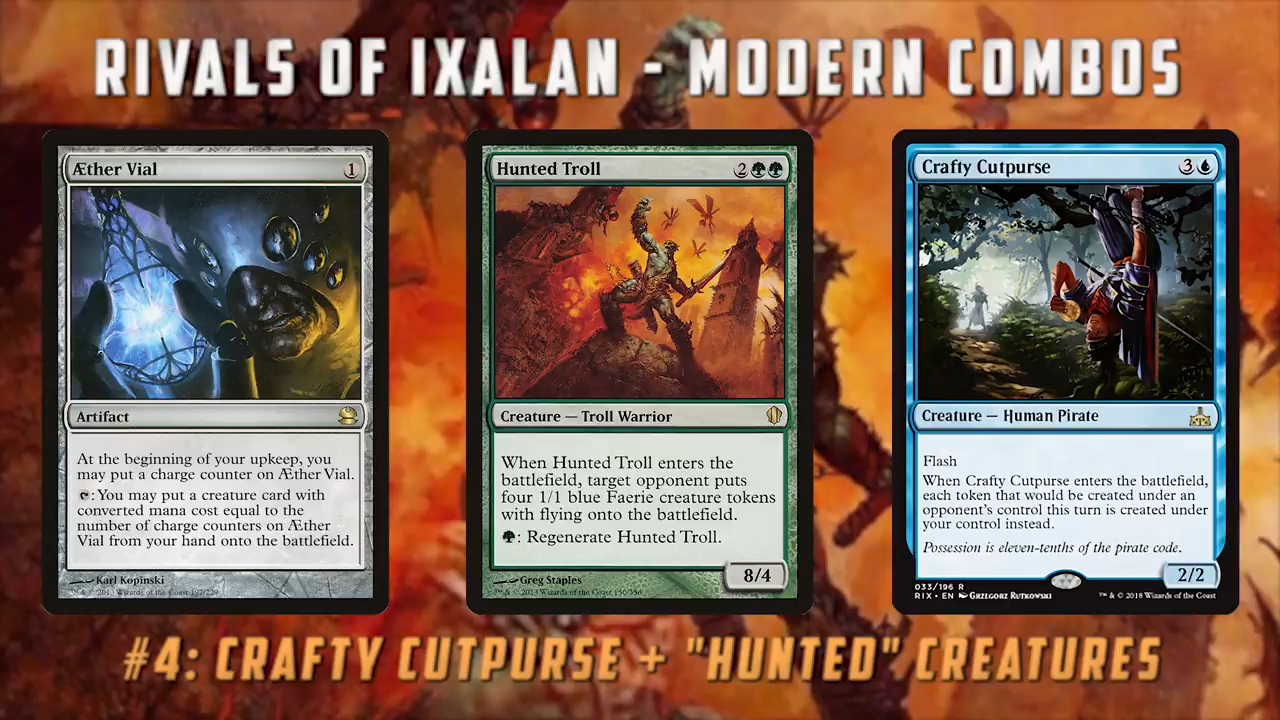 RIVALS OF IXALAN - MODERN COMBOS
Æther Vial 1
Artifact
At the beginning of your upkeep, you
may put a charge counter on Æther Vial.
:You may put a creature card with
converted mana cost equal to the
number of charge counters on Æther
Vial from your hand onto the battlefield.
Karl Kopinski
Hunted Troll 2
Creature — Troll Warrior
When Hunted Troll enters the
battlefield, target opponent puts
four 1/1 blue Faerie creature tokens
with flying onto the battlefield.
: Regenerate Hunted Troll.
8/4
Greg Staples
Crafty Cutpurse 3
Creature — Human Pirate
Flash
When Crafty Cutpurse enters the battlefield,
each token that would be created under an
opponent's control this turn is created under
your control instead.
Possession is eleven-tenths of the pirate code.
2/2
033/196 R
RIX • EN Grzegorz Rutkowski
™ & © 2018 Wizards of the Coast
#4: CRAFTY CUTPURSE + "HUNTED" CREATURES